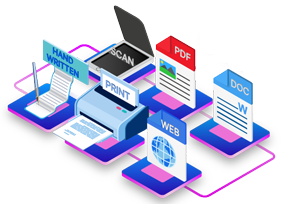 SCAN
HAND
WRITTEN
PDF
PRINT
DOC
W
WEB